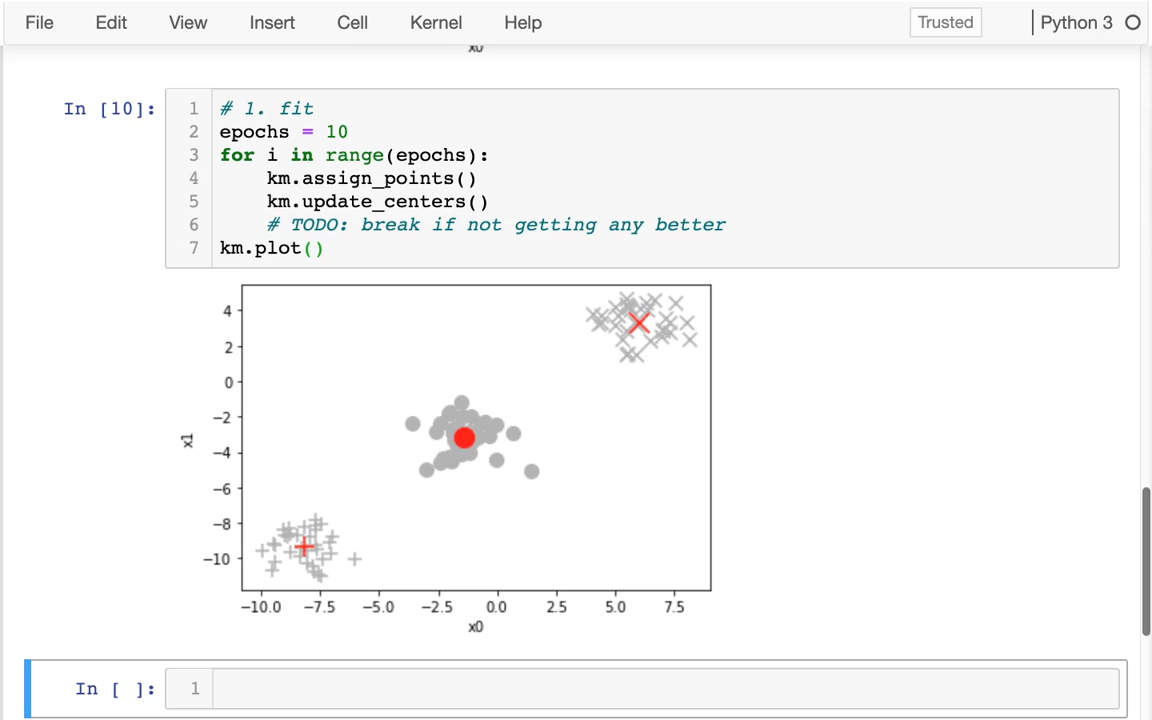 File Edit View Insert Cell Kernel Help Trusted Python 3
x0
In [10]:
1 # 1. fit
2 epochs = 10
3 for i in range(epochs):
4     km.assign_points()
5     km.update_centers()
6     # TODO: break if not getting any better
7 km.plot()
4
2
0
−2
−4
−6
−8
−10
x1
−10.0 −7.5 −5.0 −2.5 0.0 2.5 5.0 7.5
x0
In [ ]: 1